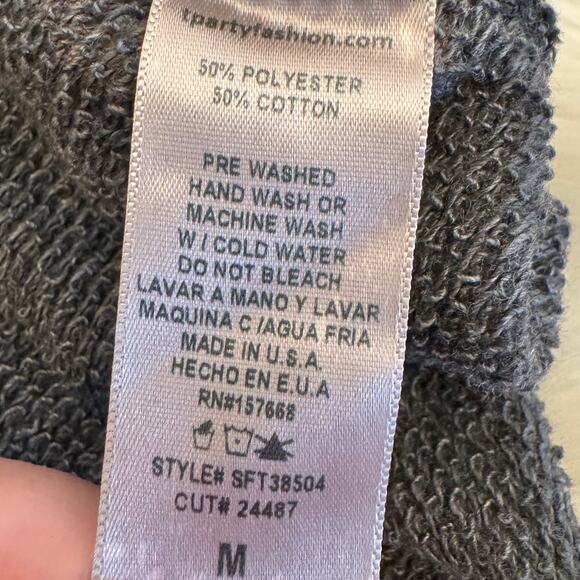 tpartyfashion.com
50% POLYESTER
50% COTTON
PRE WASHED
HAND WASH OR
MACHINE WASH
W / COLD WATER
DO NOT BLEACH
LAVAR A MANO Y LAVAR
MAQUINA C /AGUA FRIA
MADE IN U.S.A.
HECHO EN E.U.A
RN#157668
STYLE# SFT38504
CUT# 24487
M